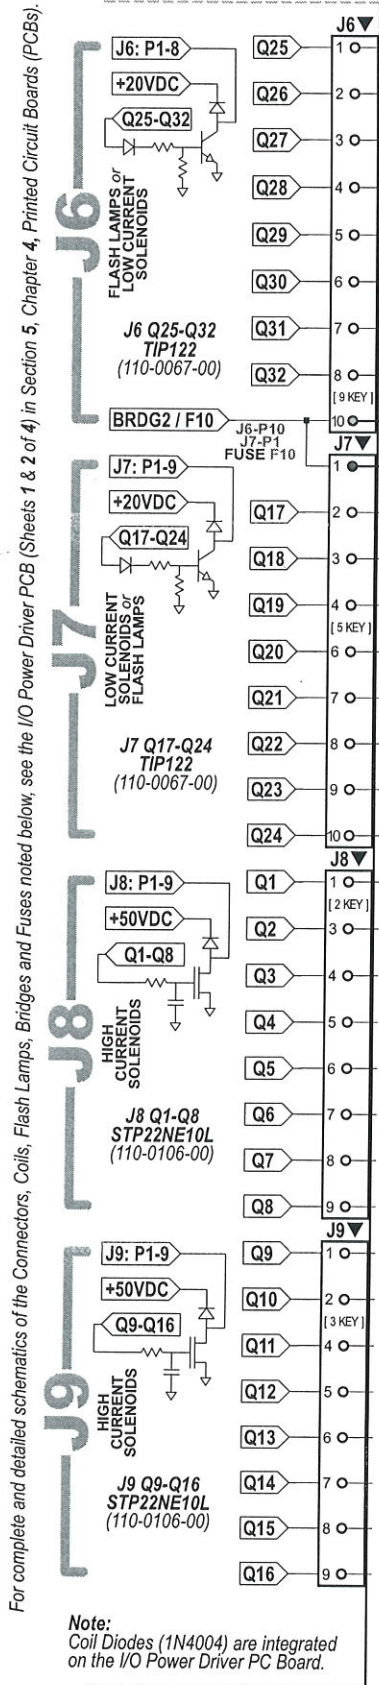 For complete and detailed schematics of the Connectors, Coils, Flash Lamps, Bridges and Fuses noted below, see the I/O Power Driver PCB (Sheets 1 & 2 of 4) in Section 5, Chapter 4, Printed Circuit Boards (PCBs).
J6
J6: P1-8
+20VDC
Q25-Q32
FLASH LAMPS or
LOW CURRENT
SOLENOIDS
J6 Q25-Q32
TIP122
(110-0067-00)
BRDG2 / F10
J6-P10
J7-P1
FUSE F10
J6▼
Q25 1
Q26 2
Q27 3
Q28 4
Q29 5
Q30 6
Q31 7
Q32 8
[ 9 KEY ]
10
J7
J7: P1-9
+20VDC
Q17-Q24
LOW CURRENT
SOLENOIDS or
FLASH LAMPS
J7 Q17-Q24
TIP122
(110-0067-00)
J7▼
1
Q17 2
Q18 3
Q19 4
[ 5 KEY ]
Q20 6
Q21 7
Q22 8
Q23 9
Q24 10
J8
J8: P1-9
+50VDC
Q1-Q8
HIGH
CURRENT
SOLENOIDS
J8 Q1-Q8
STP22NE10L
(110-0106-00)
J8▼
Q1 1
[ 2 KEY ]
Q2 3
Q3 4
Q4 5
Q5 6
Q6 7
Q7 8
Q8 9
J9
J9: P1-9
+50VDC
Q9-Q16
HIGH
CURRENT
SOLENOIDS
J9 Q9-Q16
STP22NE10L
(110-0106-00)
J9▼
Q9 1
Q10 2
[ 3 KEY ]
Q11 4
Q12 5
Q13 6
Q14 7
Q15 8
Q16 9
Note:
Coil Diodes (1N4004) are integrated
on the I/O Power Driver PC Board.